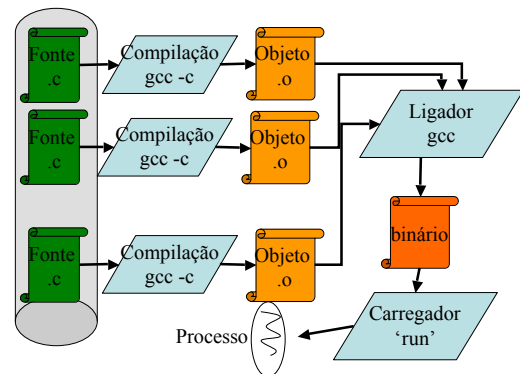 Fonte
.c
Compilação
gcc -c
Objeto
.o
Fonte
.c
Compilação
gcc -c
Objeto
.o
Ligador
gcc
Fonte
.c
Compilação
gcc -c
Objeto
.o
binário
Processo
Carregador
‘run’